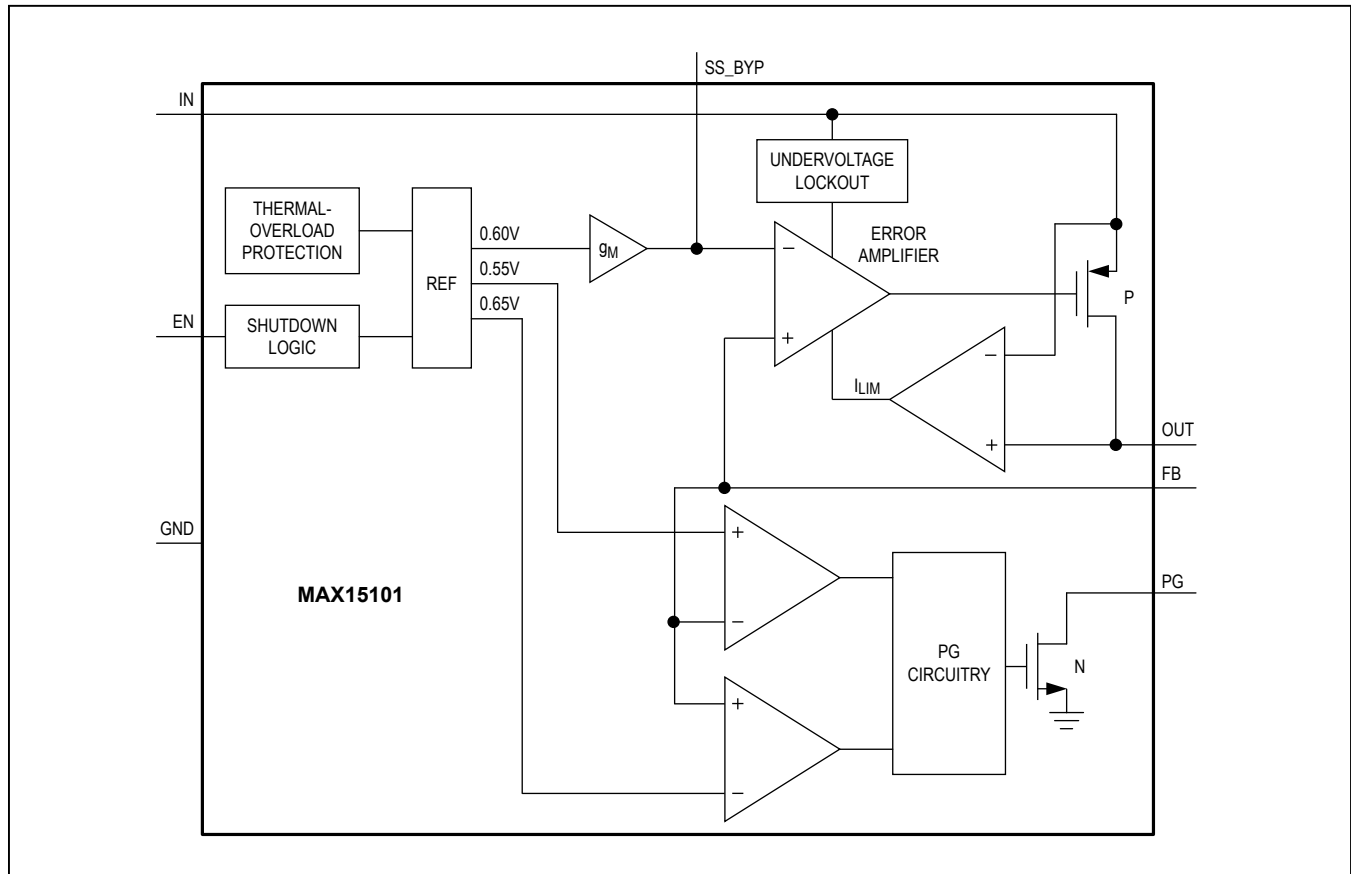 SS_BYP
IN
UNDERVOLTAGE
LOCKOUT
THERMAL-
OVERLOAD
PROTECTION
REF
0.60V
0.55V
0.65V
gM
−
+
ERROR
AMPLIFIER
P
EN
SHUTDOWN
LOGIC
ILIM
−
+
OUT
FB
GND
+
−
MAX15101
PG
CIRCUITRY
N
PG
+
−